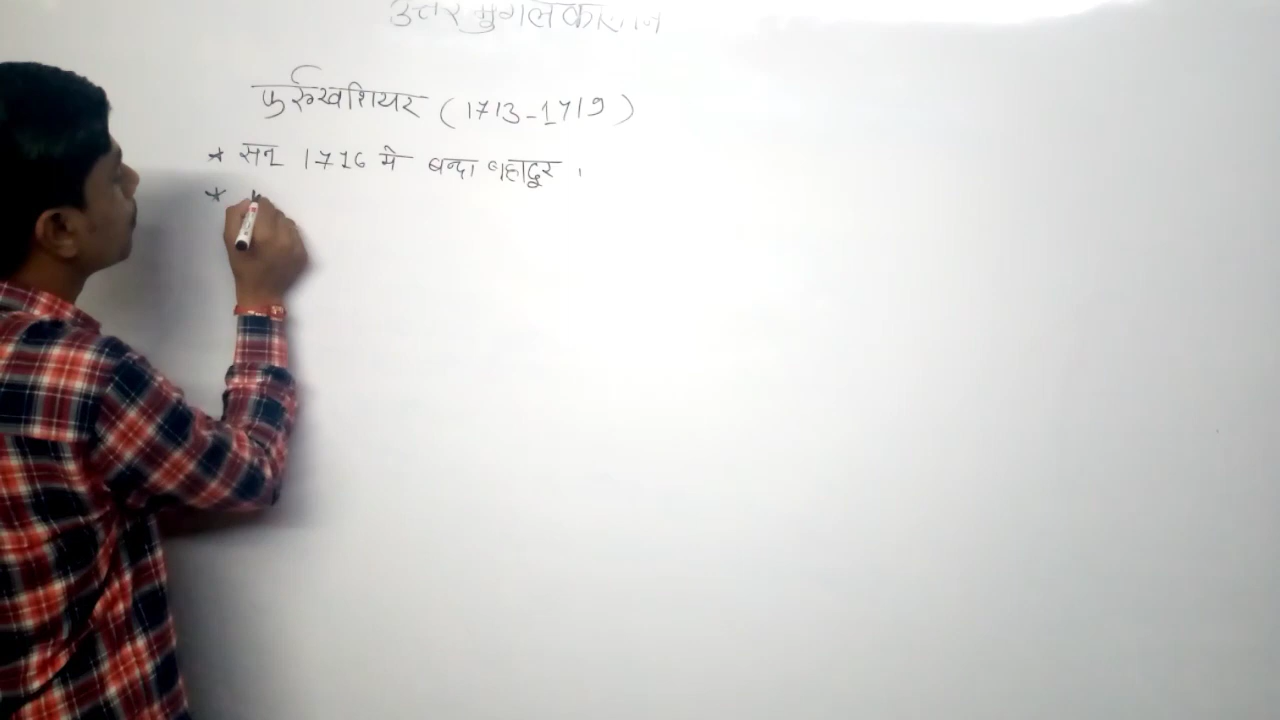 उत्तर मुगलकालीन
फर्रुखशियर (1713-1719)
* सन् 1716 मे बन्दा बहादूर .
*